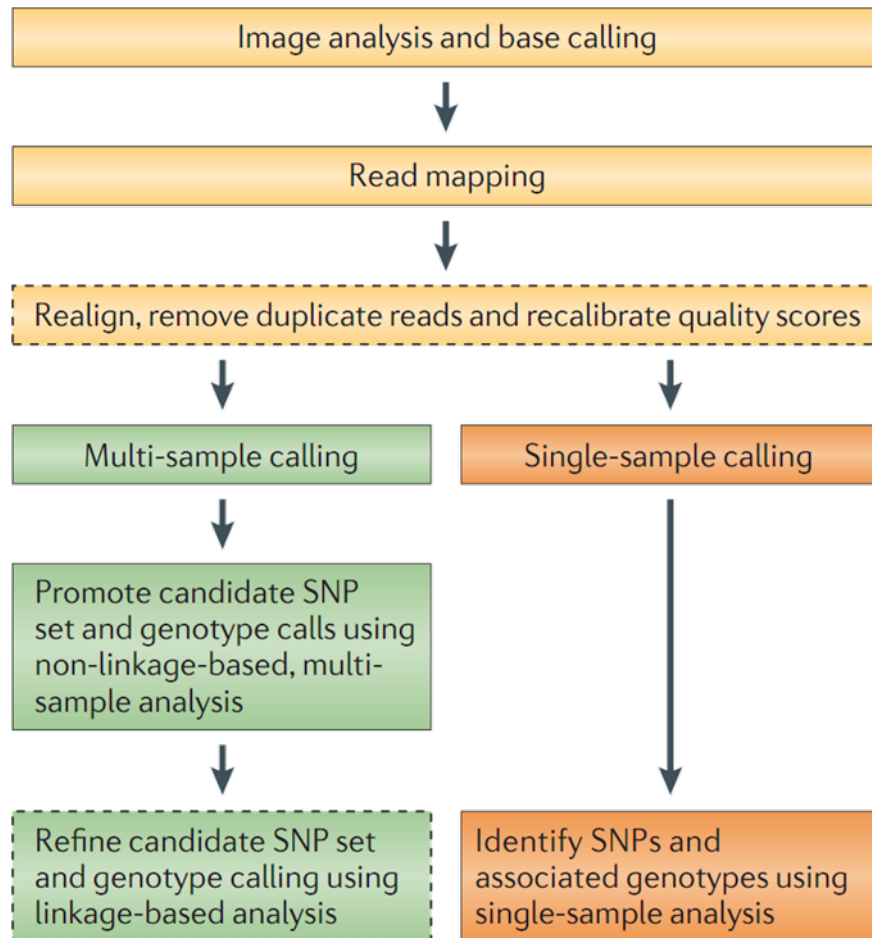 Image analysis and base calling
Read mapping
Realign, remove duplicate reads and recalibrate quality scores
Multi-sample calling
Single-sample calling
Promote candidate SNP
set and genotype calls using
non-linkage-based, multi-
sample analysis
Refine candidate SNP set
and genotype calling using
linkage-based analysis
Identify SNPs and
associated genotypes using
single-sample analysis